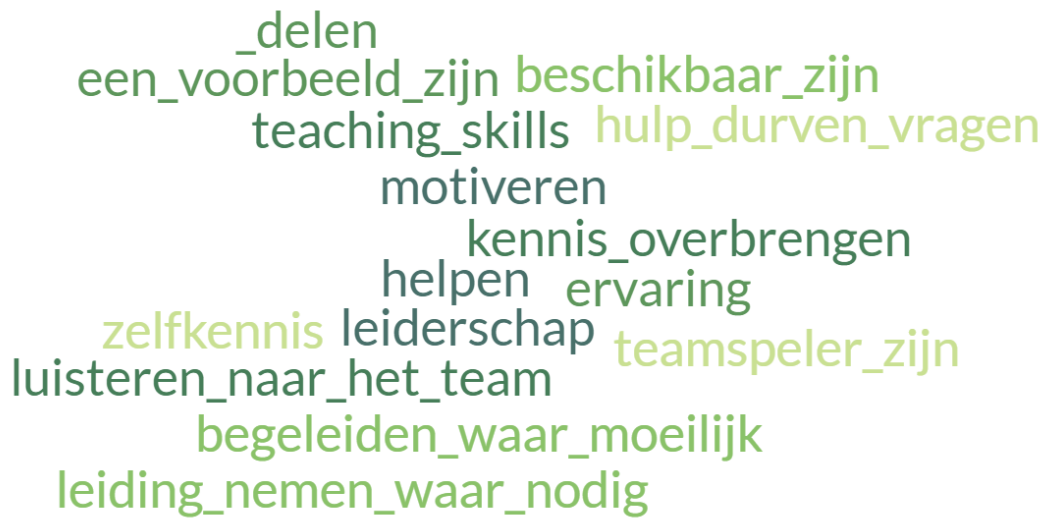 _delen
een_voorbeeld_zijn beschikbaar_zijn
teaching_skills hulp_durven_vragen
motiveren
kennis_overbrengen
helpen ervaring
zelfkennis leiderschap teamspeler_zijn
luisteren_naar_het_team
begeleiden_waar_moeilijk
leiding_nemen_waar_nodig